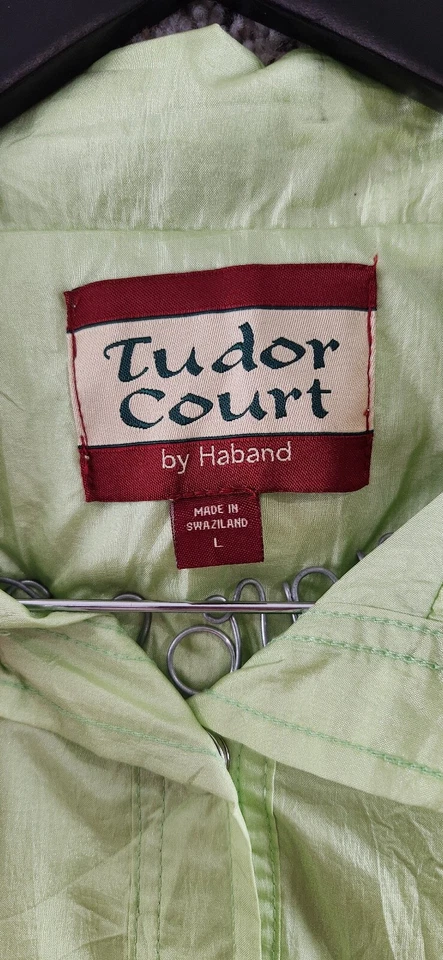 Tudor
Court
by Haband
MADE IN
SWAZILAND
L